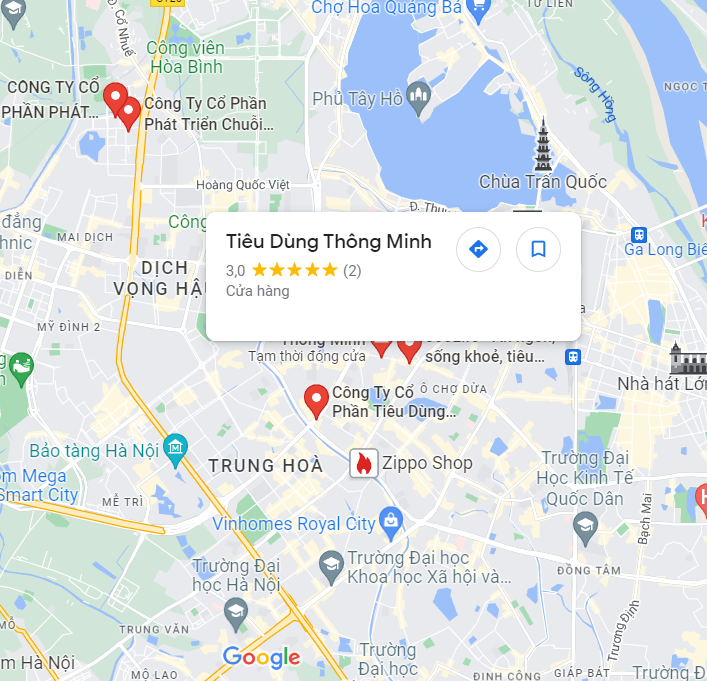 Chợ Hoa Quảng Bá
TỨ LIÊN
Đ. Cổ Nhuế
Công viên
Hòa Bình
Sông Hồng
CÔNG TY CỔ
PHẦN PHÁT...
Công Ty Cổ Phần
Phát Triển Chuỗi...
Phủ Tây Hồ
Chùa Trấn Quốc
Hoàng Quốc Việt
Đ. Thụ
đẳng
hnic
MAI DỊCH
Công
DIỄN
DỊCH
VỌNG HẬU
Tiêu Dùng Thông Minh
3,0
(2)
Cửa hàng
Ga Long Biê
MỸ ĐÌNH 2
Thông Minh
Tạm thời đóng cửa
sống khoẻ, tiêu...
Nhà hát Lớn
Công Ty Cổ
Phần Tiêu Dùng...
Ô CHỢ DỪA
Bảo tàng Hà Nội
TRUNG HOÀ
Zippo Shop
om Mega
Smart City
MỄ TRÌ
Trường Đại
Học Kinh Tế
Quốc Dân
Bạch Mai
Vinhomes Royal City
Trường Đại
học Hà Nội
Trường Đại học
Khoa học Xã hội và...
ĐỒNG TÂM
Trương Định
TRUNG VĂN
Google
m Hà Nội
MỘ LAO
Trường
Đại học
ĐỊNH CÔNG
GIÁP BÁT
Trường Đ